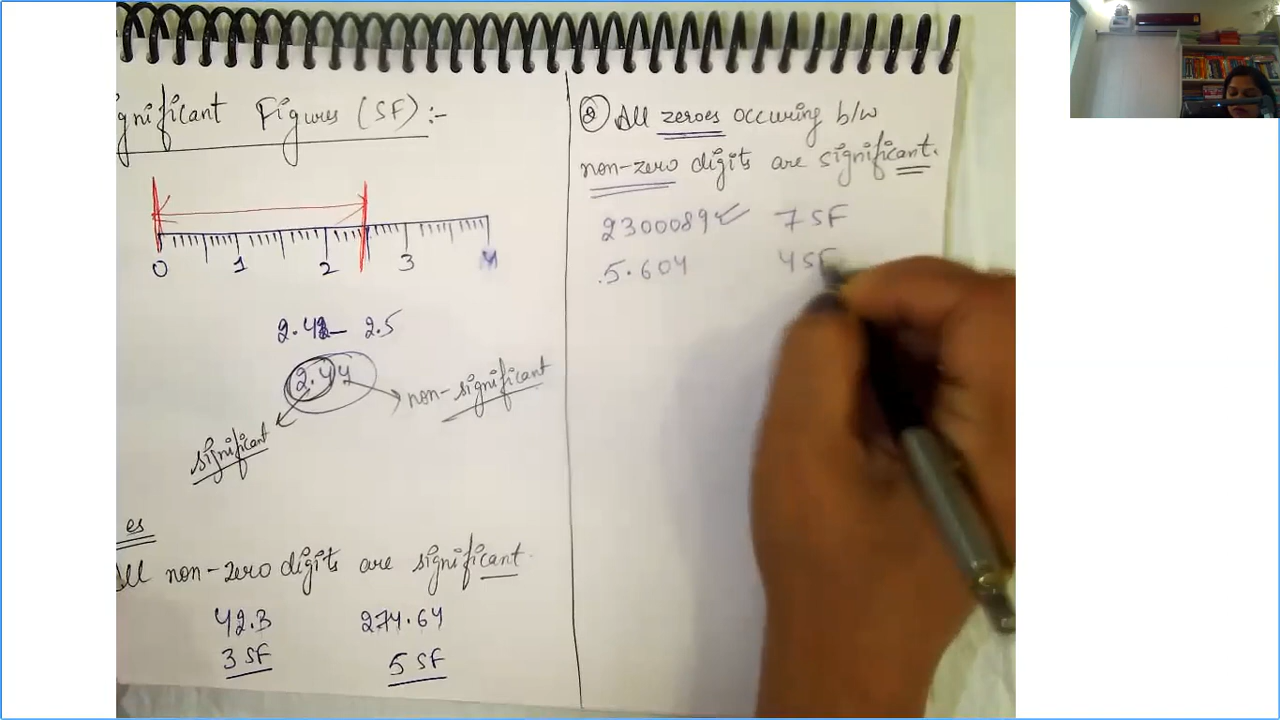 gnificant Figures (SF) :-
0 1 2 3 4
2.42- 2.5
2.44
non-significant
significant
es
All non-zero digits are significant.
42.3 274.64
3 SF 5 SF
② All zeroes occuring b/w
non-zero digits are significant.
2300089 7 SF
5.604 4 SF